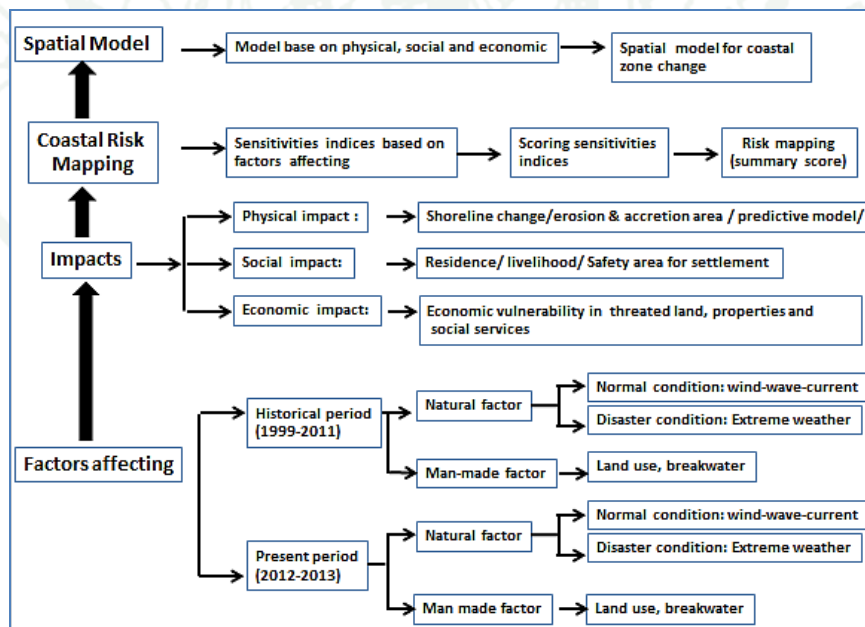 Spatial Model
Model base on physical, social and economic
Spatial model for coastal
zone change
Coastal Risk
Mapping
Sensitivities indices based on
factors affecting
Scoring sensitivities
indices
Risk mapping
(summary score)
Impacts
Physical impact :
Shoreline change/erosion & accretion area / predictive model/
Social impact:
Residence/ livelihood/ Safety area for settlement
Economic impact:
Economic vulnerability in threated land, properties and
social services
Factors affecting
Historical period
(1999-2011)
Natural factor
Normal condition: wind-wave-current
Disaster condition: Extreme weather
Man-made factor
Land use, breakwater
Present period
(2012-2013)
Natural factor
Normal condition: wind-wave-current
Disaster condition: Extreme weather
Man made factor
Land use, breakwater